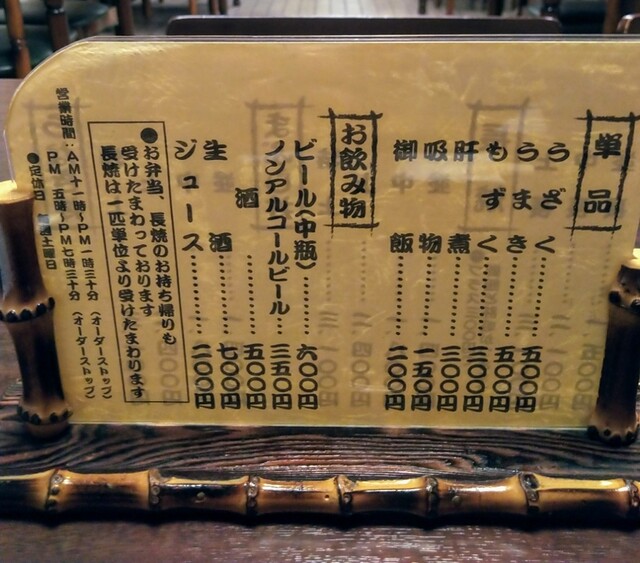 単品
うざく……五〇〇円
うまき……五〇〇円
もずく……三〇〇円
肝煮……三〇〇円
吸物……一五〇円
御飯……二〇〇円
お飲み物
ビール(中瓶)……六〇〇円
ノンアルコールビール……三五〇円
酒……五〇〇円
生酒……七〇〇円
ジュース……二〇〇円
●お弁当、長焼のお持ち帰りも
受けたまわっております
長焼は一匹単位より受けたまわります
営業時間:AM十一時~PM一時三十分(オーダーストップ)
PM五時~PM七時三十分(オーダーストップ)
●定休日 毎週土曜日